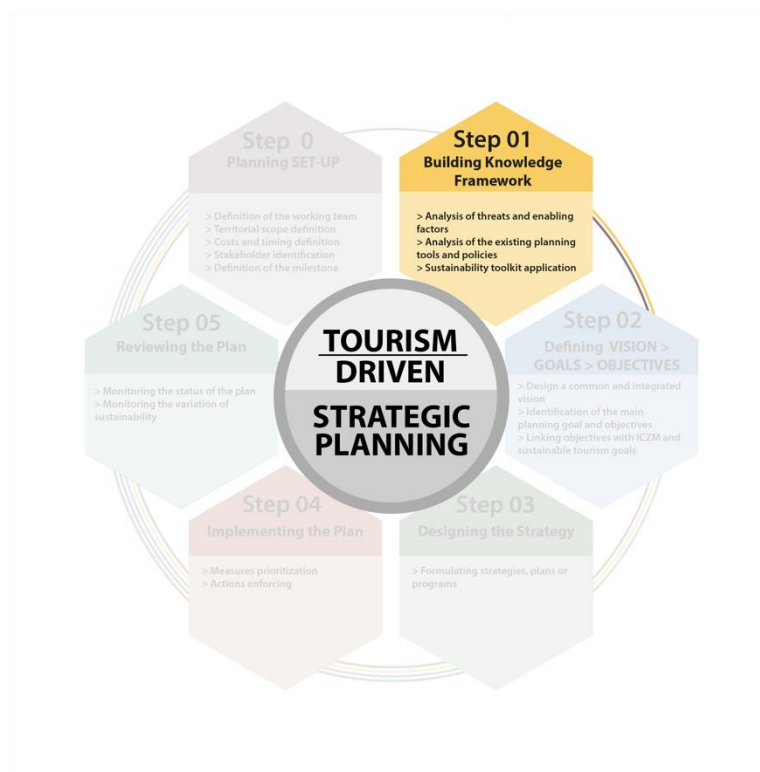 Step 0
Planning SET-UP
> Definition of the working team
> Territorial scope definition
> Costs and timing definition
> Stakeholder identification
> Definition of the milestone
Step 01
Building Knowledge
Framework
> Analysis of threats and enabling
factors
> Analysis of the existing planning
tools and policies
> Sustainability toolkit application
TOURISM
DRIVEN
STRATEGIC
PLANNING
Step 02
Defining VISION >
GOALS > OBJECTIVES
> Design a common and integrated
vision
> Identification of the main
planning goal and objectives
> Linking objectives with ICZM and
sustainable tourism goals
Step 03
Designing the Strategy
> Formulating strategies, plans or
programs
Step 04
Implementing the Plan
> Measures prioritization
> Actions enforcing
Step 05
Reviewing the Plan
> Monitoring the status of the plan
> Monitoring the variation of
sustainability